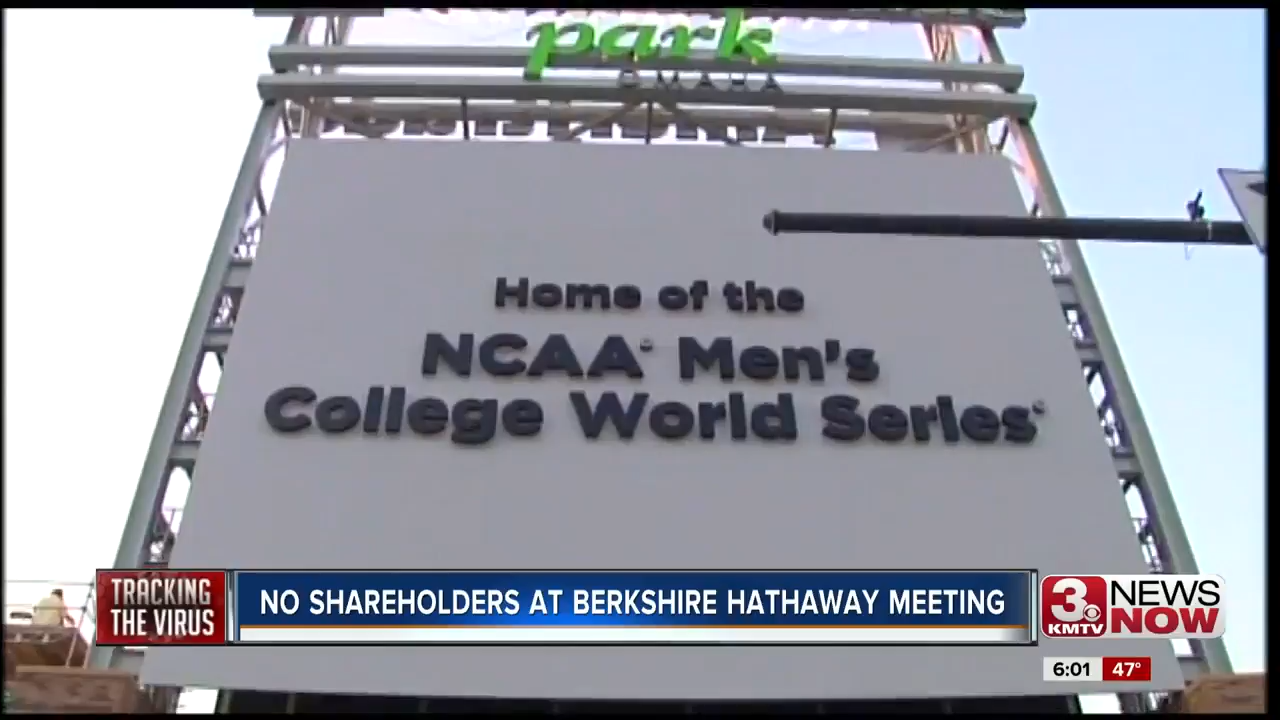 park
OMAHA
Home of the
NCAA® Men's
College World Series®
TRACKING
THE VIRUS
NO SHAREHOLDERS AT BERKSHIRE HATHAWAY MEETING
3 NEWS
KMTV NOW
6:01 47°